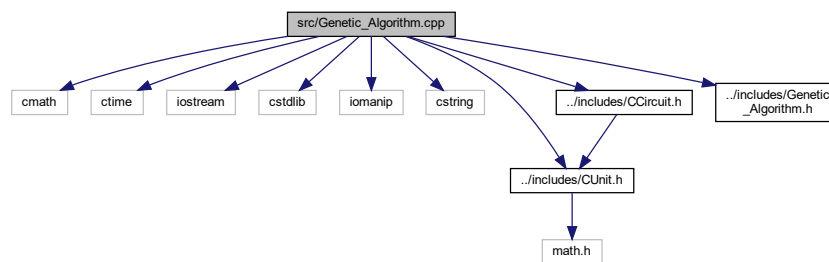 src/Genetic_Algorithm.cpp
cmath
ctime
iostream
cstdlib
iomanip
cstring
../includes/CCircuit.h
../includes/Genetic
_Algorithm.h
../includes/CUnit.h
math.h